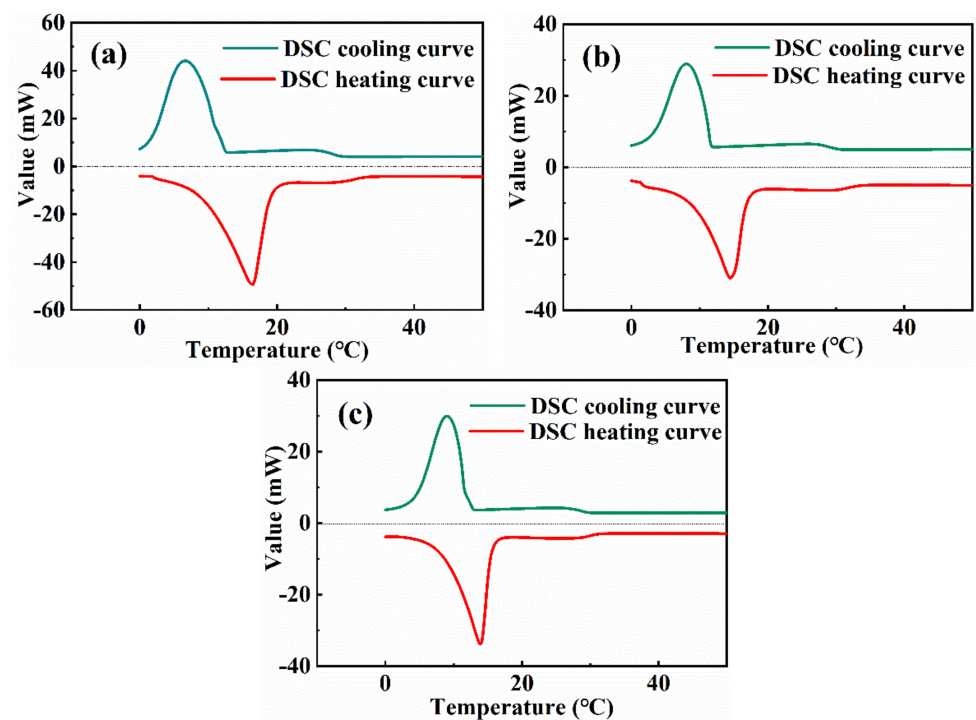 (a)
DSC cooling curve
DSC heating curve
Value (mW)
60
40
20
0
-20
-40
-60
0
20
40
Temperature (℃)
(b)
DSC cooling curve
DSC heating curve
Value (mW)
40
20
0
-20
-40
0
20
40
Temperature (℃)
(c)
DSC cooling curve
DSC heating curve
Value (mW)
40
20
0
-20
-40
0
20
40
Temperature (℃)